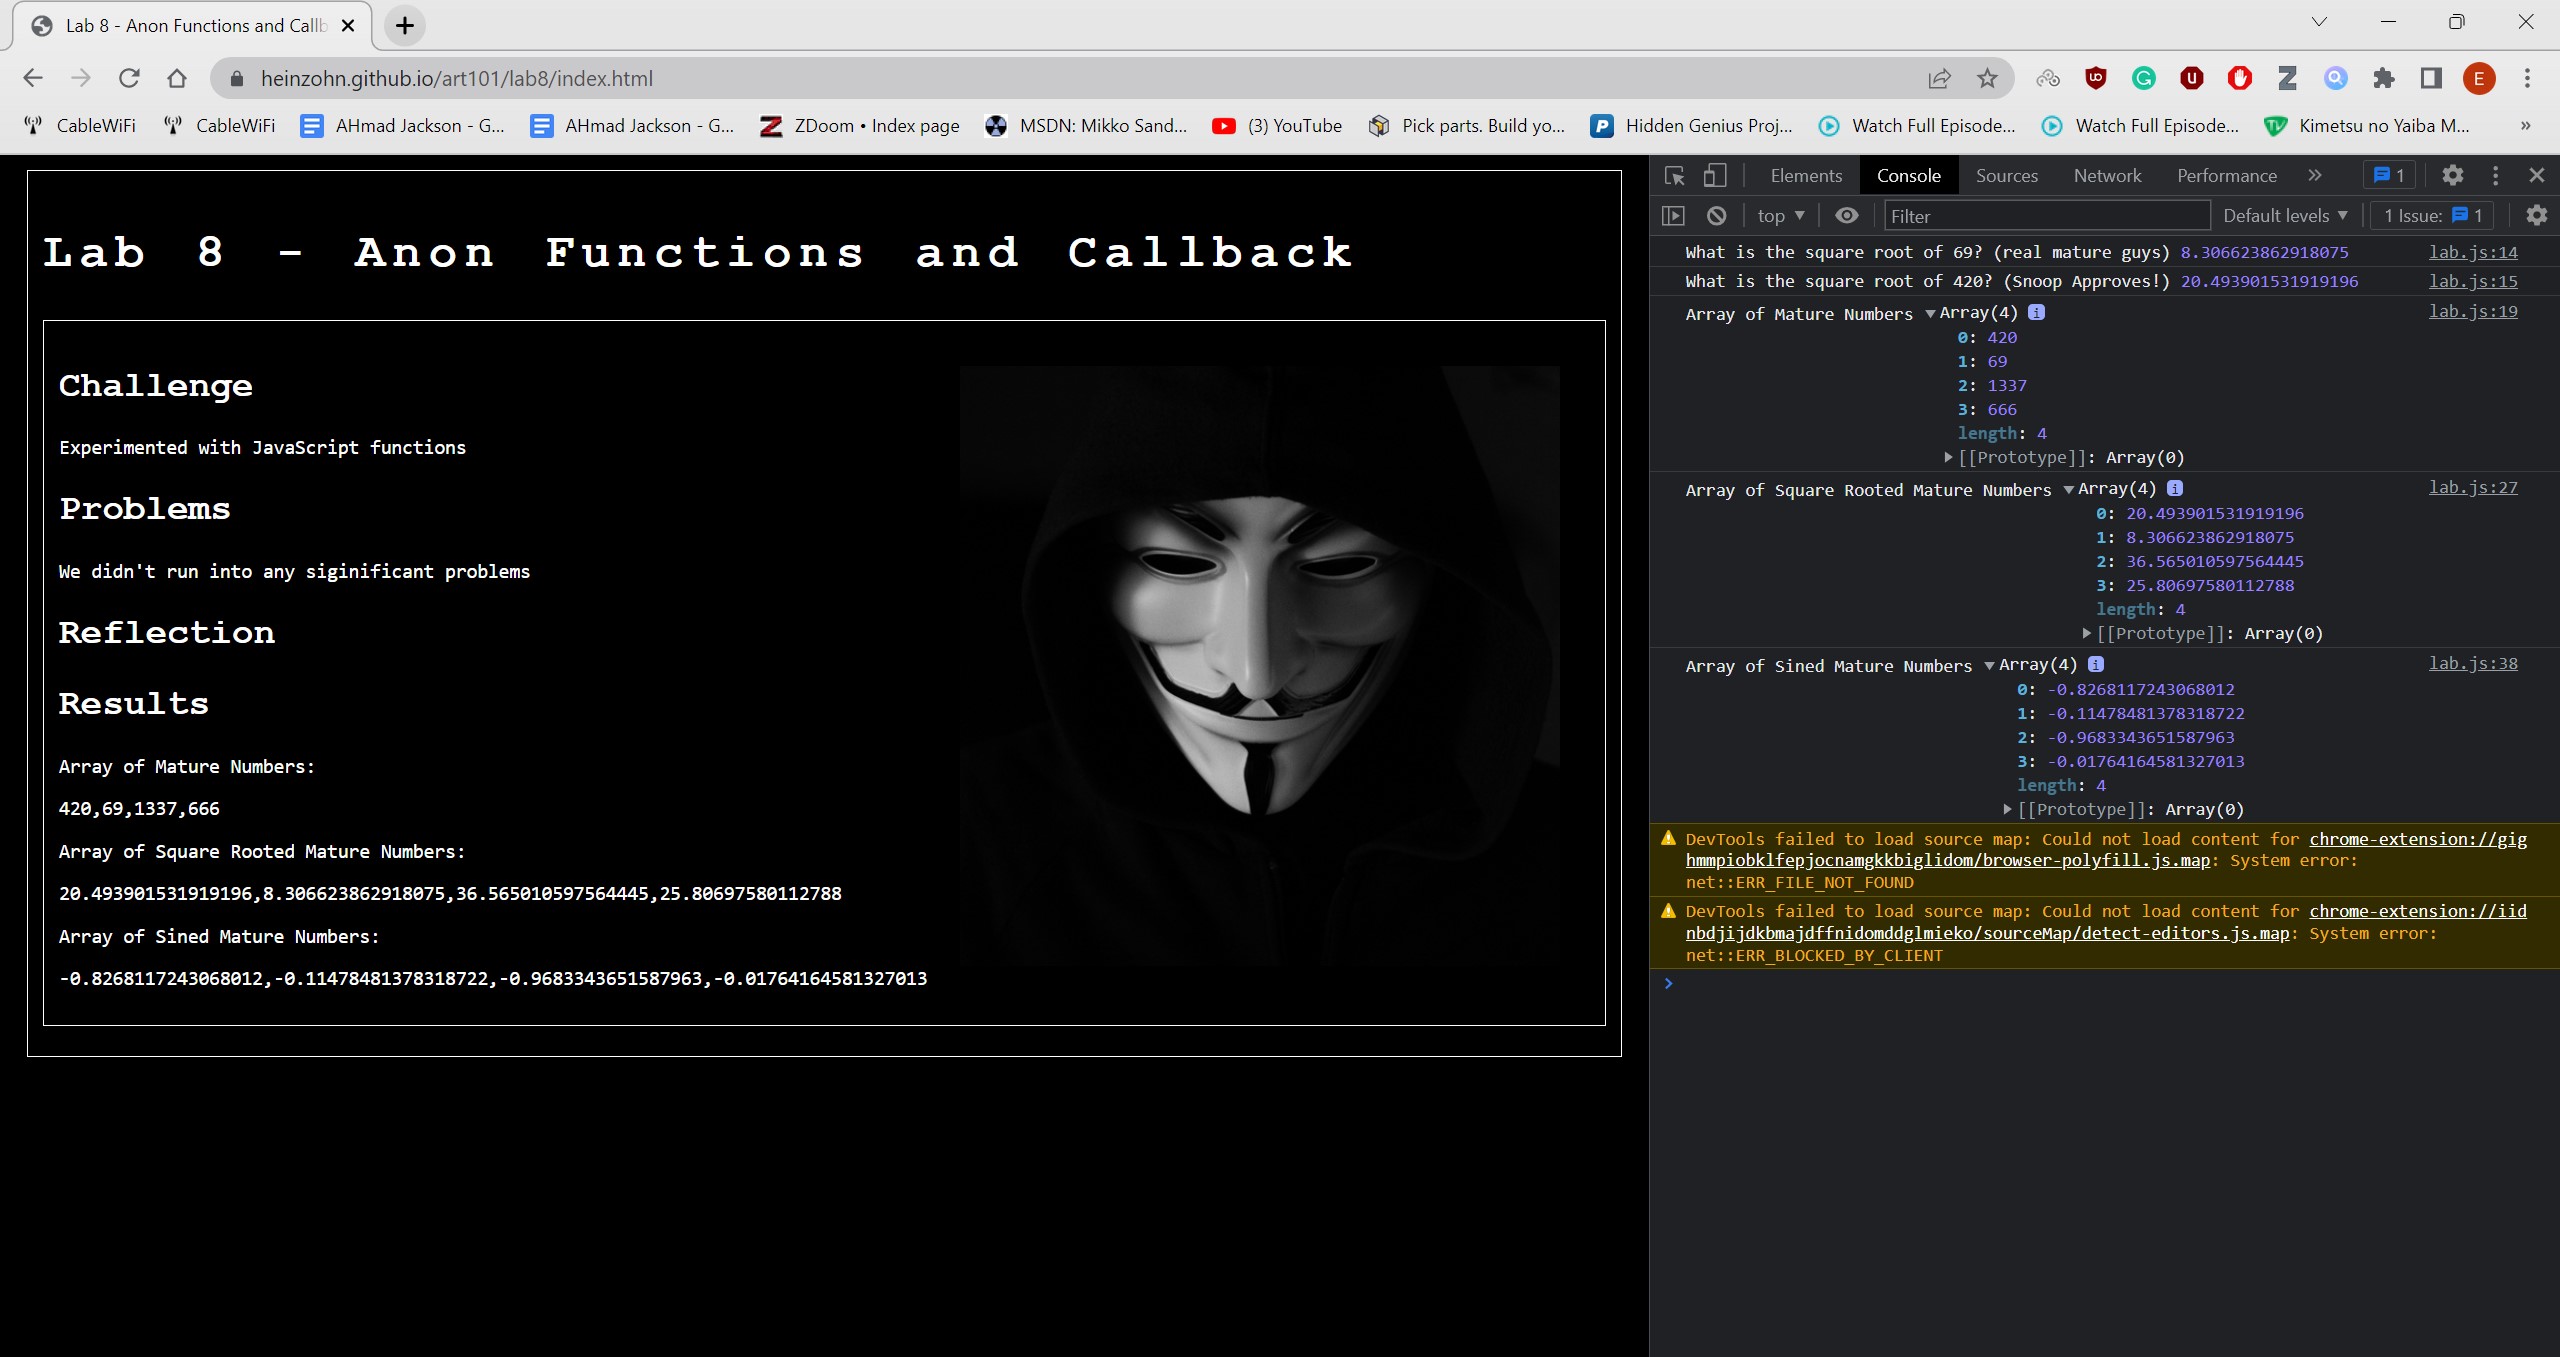 Lab 8 - Anon Functions and Callb
heinzohn.github.io/art101/lab8/index.html
CableWiFi CableWiFi AHmad Jackson - G... AHmad Jackson - G... ZDoom • Index page MSDN: Mikko Sand... (3) YouTube Pick parts. Build yo... Hidden Genius Proj... Watch Full Episode... Watch Full Episode... Kimetsu no Yaiba M... »
Lab 8 - Anon Functions and Callback
Challenge
Experimented with JavaScript functions
Problems
We didn't run into any siginificant problems
Reflection
Results
Array of Mature Numbers:
420,69,1337,666
Array of Square Rooted Mature Numbers:
20.493901531919196,8.306623862918075,36.565010597564445,25.80697580112788
Array of Sined Mature Numbers:
-0.8268117243068012,-0.11478481378318722,-0.9683343651587963,-0.01764164581327013
Elements Console Sources Network Performance » 1
top Filter Default levels 1 Issue: 1
What is the square root of 69? (real mature guys) 8.306623862918075 lab.js:14
What is the square root of 420? (Snoop Approves!) 20.493901531919196 lab.js:15
Array of Mature Numbers Array(4) i lab.js:19
0: 420
1: 69
2: 1337
3: 666
length: 4
[[Prototype]]: Array(0)
Array of Square Rooted Mature Numbers Array(4) i lab.js:27
0: 20.493901531919196
1: 8.306623862918075
2: 36.565010597564445
3: 25.80697580112788
length: 4
[[Prototype]]: Array(0)
Array of Sined Mature Numbers Array(4) i lab.js:38
0: -0.8268117243068012
1: -0.11478481378318722
2: -0.9683343651587963
3: -0.01764164581327013
length: 4
[[Prototype]]: Array(0)
DevTools failed to load source map: Could not load content for chrome-extension://gig
hmmpiobklfepjocnamgkkbiglidom/browser-polyfill.js.map: System error:
net::ERR_FILE_NOT_FOUND
DevTools failed to load source map: Could not load content for chrome-extension://iid
nbdjijdkbmajdffnidomddglmieko/sourceMap/detect-editors.js.map: System error:
net::ERR_BLOCKED_BY_CLIENT